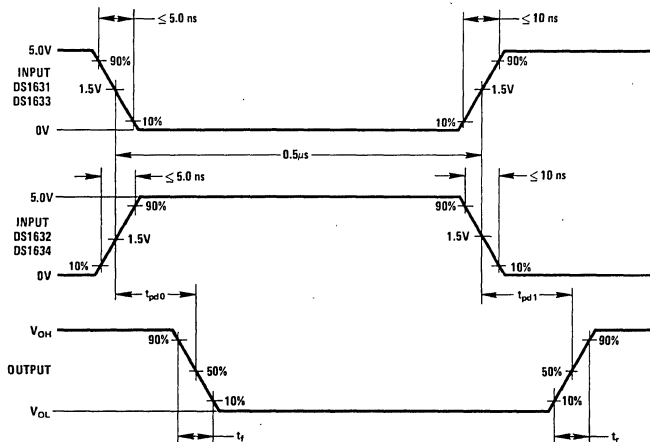 ≤ 5.0 ns
≤ 10 ns
5.0V
90%
90%
INPUT
DS1631
DS1633
1.5V
1.5V
10%
10%
0V
0.5μs
≤ 5.0 ns
≤ 10 ns
5.0V
90%
90%
INPUT
DS1632
DS1634
1.5V
1.5V
10%
10%
0V
tpd0
tpd1
VOH
90%
90%
OUTPUT
50%
50%
10%
10%
VOL
tf
tr